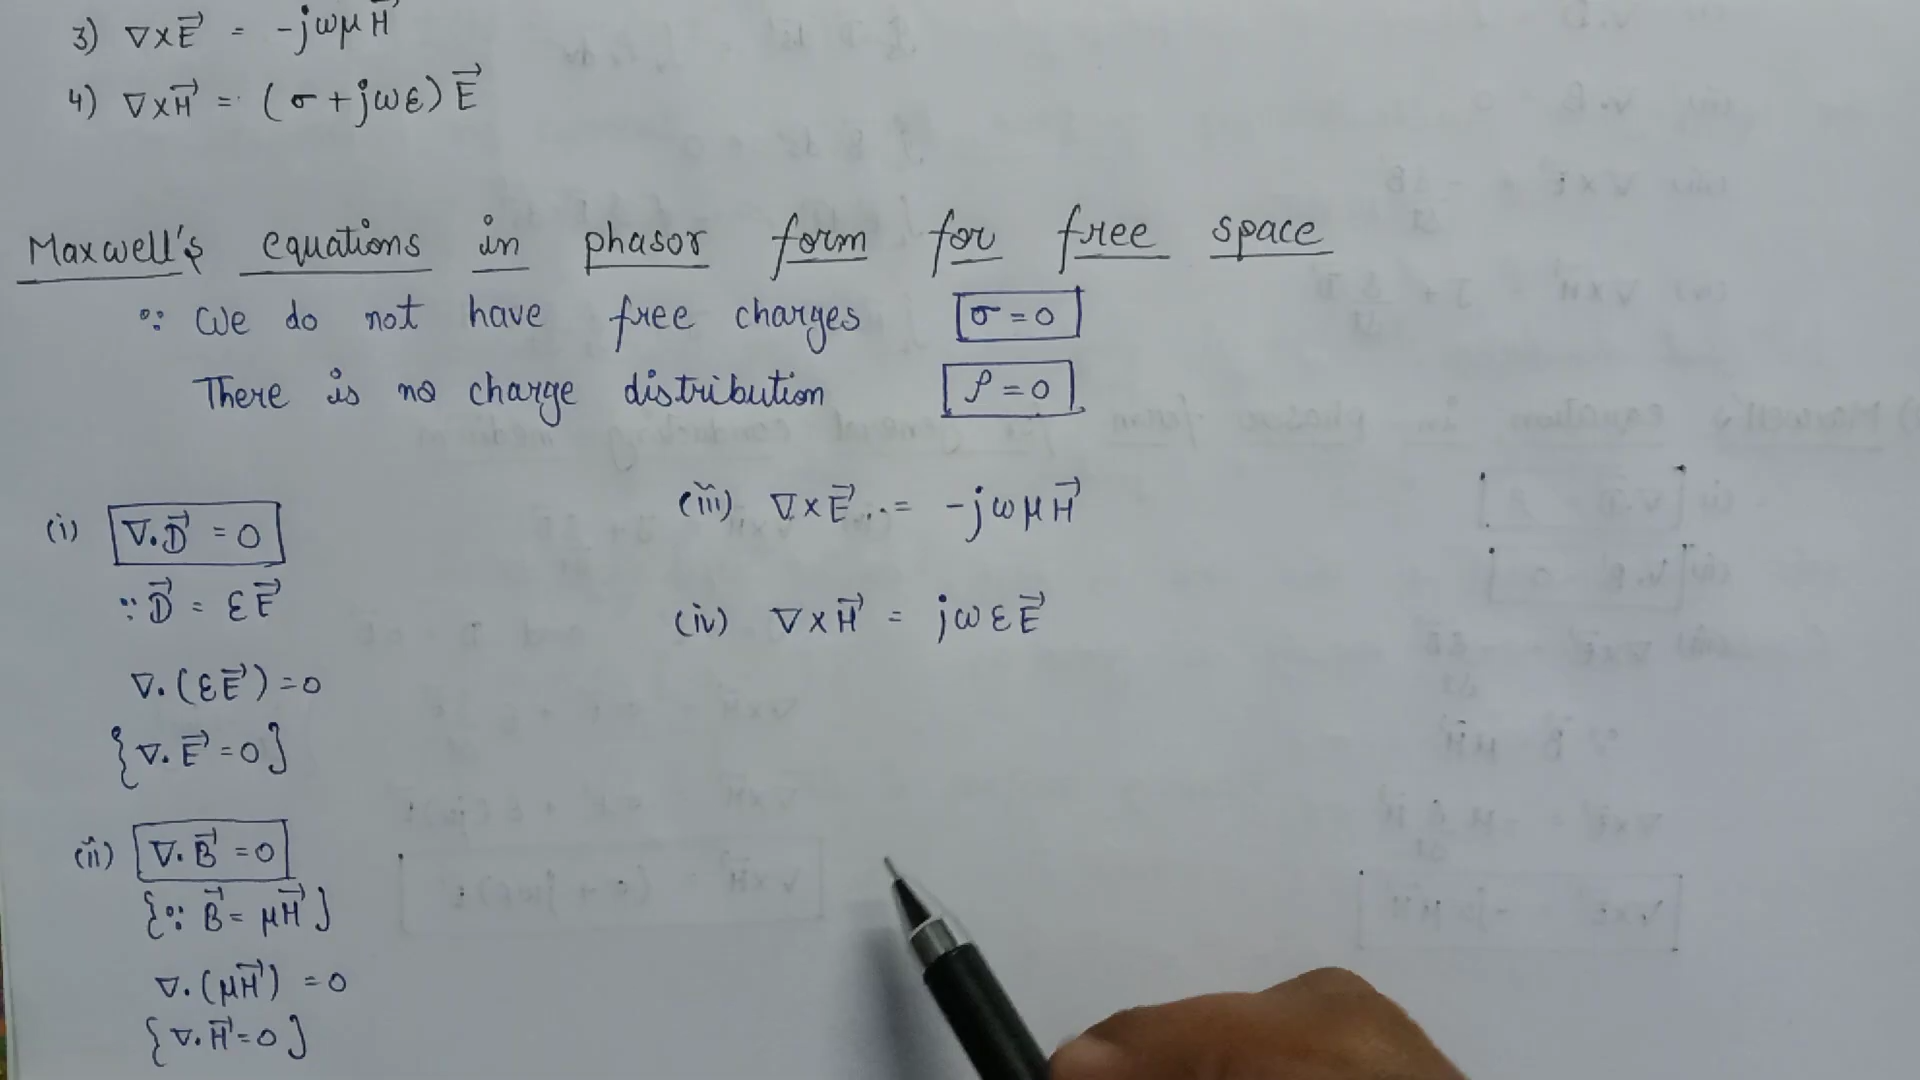 3) ∇×E⃗ = -jωμH⃗
4) ∇×H⃗ = (σ+jωε)E⃗
Maxwell's equations in phasor form for free space
∵ We do not have free charges σ=0
There is no charge distribution ρ=0
(i) ∇·D⃗ =0
∵ D⃗ = εE⃗
∇·(εE⃗)=0
{∇·E⃗=0}
(ii) ∇·B⃗ =0
{∵ B⃗ = μH⃗}
∇·(μH⃗) =0
{∇·H⃗=0}
(iii) ∇×E⃗ = -jωμH⃗
(iv) ∇×H⃗ = jωεE⃗